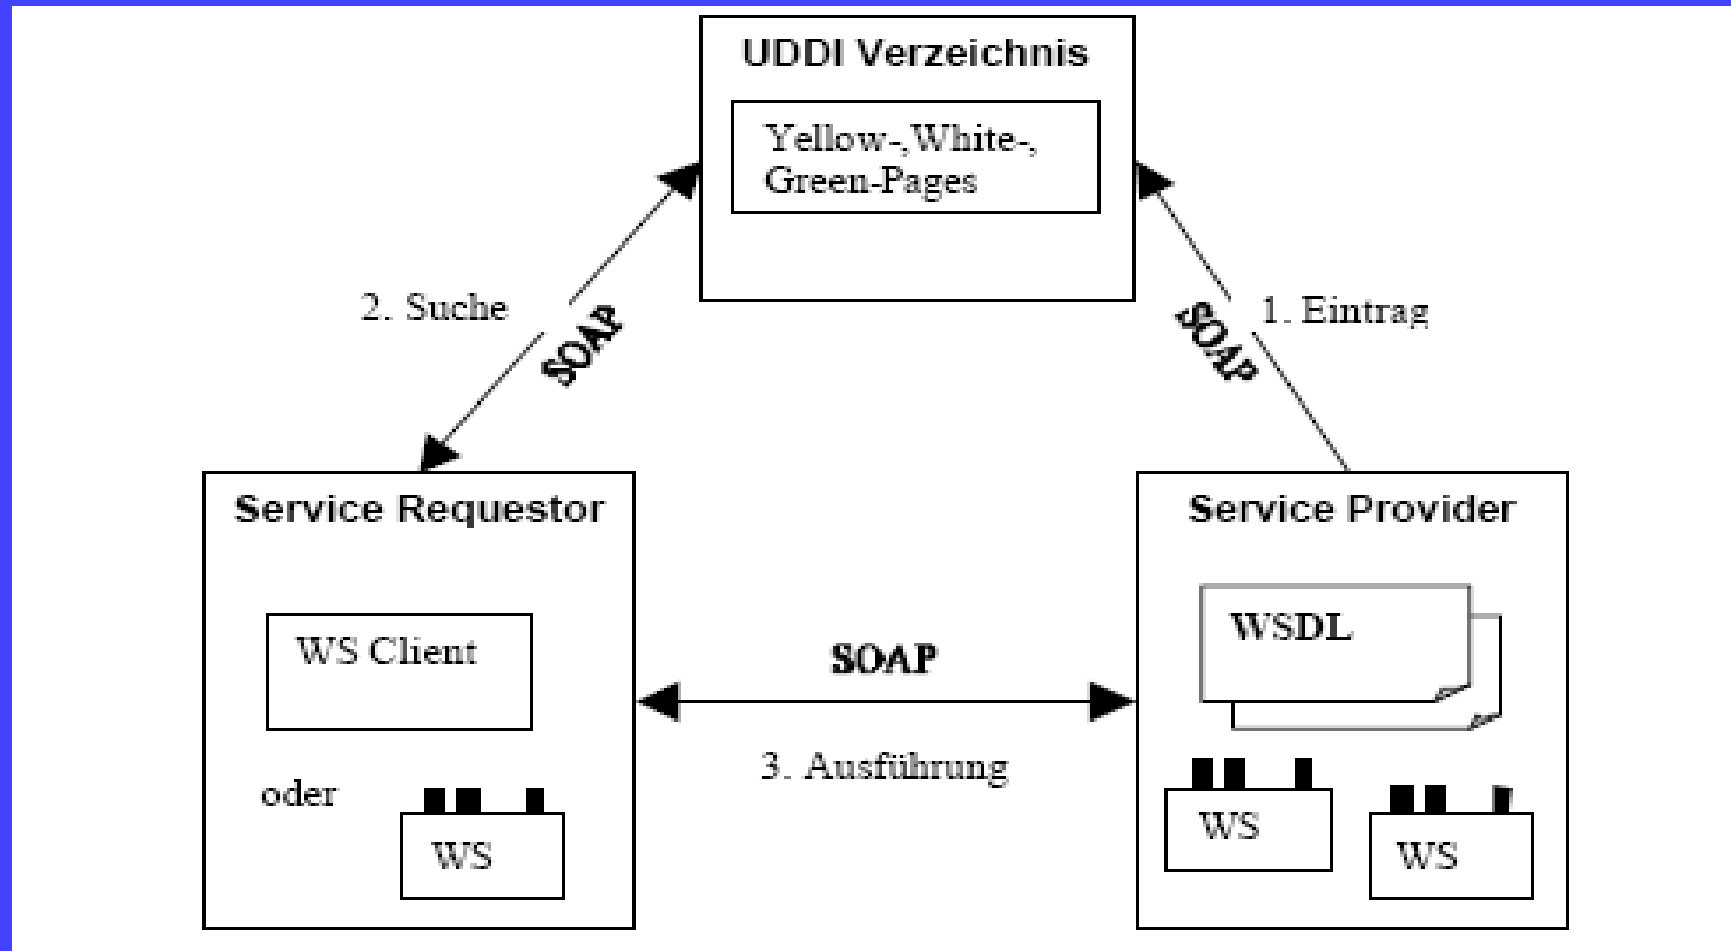 UDDI Verzeichnis
Yellow-,White-,
Green-Pages
2. Suche
SOAP
SOAP
1. Eintrag
Service Requestor
WS Client
oder
WS
SOAP
3. Ausführung
Service Provider
WSDL
WS
WS